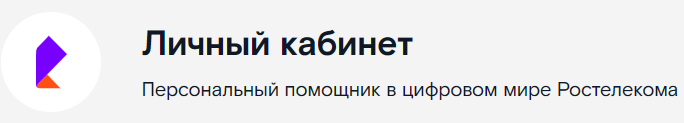 Личный кабинет
Персональный помощник в цифровом мире Ростелекома